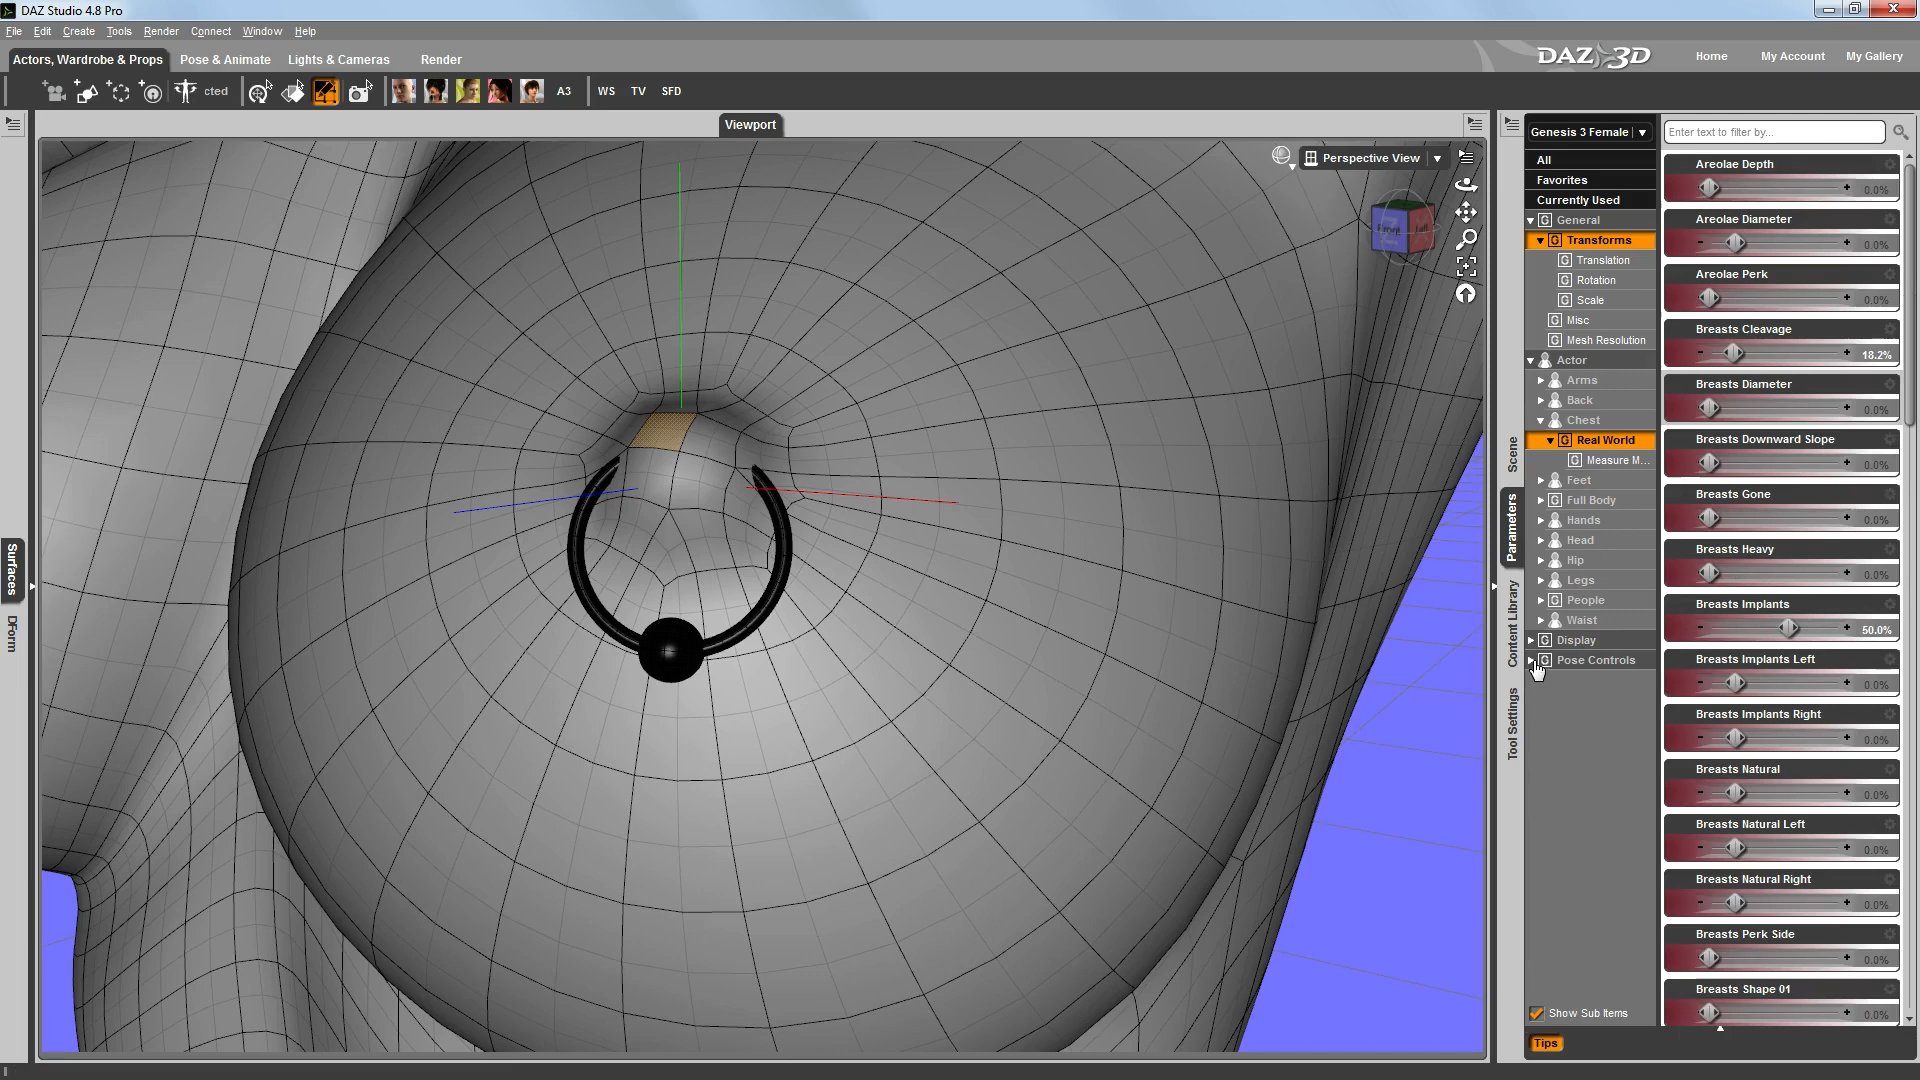 DAZ Studio 4.8 Pro
File Edit Create Tools Render Connect Window Help
Actors, Wardrobe & Props Pose & Animate Lights & Cameras Render
DAZ 3D
Home My Account My Gallery
cted A3 WS TV SFD
Viewport
Perspective View
Front Left
Surfaces
DForm
Scene
Parameters
Content Library
Tool Settings
Genesis 3 Female
All
Favorites
Currently Used
General
Transforms
Translation
Rotation
Scale
Misc
Mesh Resolution
Actor
Arms
Back
Chest
Real World
Measure M...
Feet
Full Body
Hands
Head
Hip
Legs
People
Waist
Display
Pose Controls
Show Sub Items
Tips
Enter text to filter by...
Areolae Depth
0.0%
Areolae Diameter
0.0%
Areolae Perk
0.0%
Breasts Cleavage
18.2%
Breasts Diameter
0.0%
Breasts Downward Slope
0.0%
Breasts Gone
0.0%
Breasts Heavy
0.0%
Breasts Implants
50.0%
Breasts Implants Left
0.0%
Breasts Implants Right
0.0%
Breasts Natural
0.0%
Breasts Natural Left
0.0%
Breasts Natural Right
0.0%
Breasts Perk Side
0.0%
Breasts Shape 01
0.0%